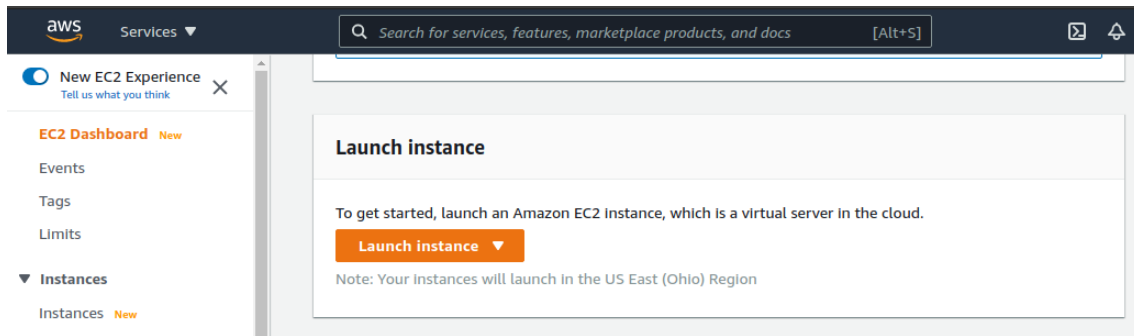 aws
Services ▼
Search for services, features, marketplace products, and docs [Alt+S]
New EC2 Experience
Tell us what you think
EC2 Dashboard New
Events
Tags
Limits
▼ Instances
Instances New
Launch instance
To get started, launch an Amazon EC2 instance, which is a virtual server in the cloud.
Launch instance ▼
Note: Your instances will launch in the US East (Ohio) Region